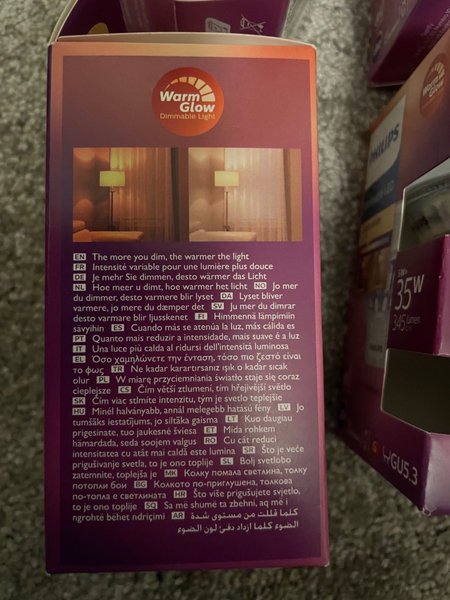 Warm
Glow
Dimmable Light
EN The more you dim, the warmer the light
FR Intensité variable pour une lumière plus douce
DE Je mehr Sie dimmen, desto wärmer das Licht
NL Hoe meer u dimt, hoe warmer het licht NO Jo mer
du dimmer, desto varmere blir lyset DA Lyset bliver
varmere, jo mere du dæmper det SV Ju mer du dimrar
desto varmare blir ljusskenet FI Himmennä lämpimiin
sävyihin ES Cuando más se atenúa la luz, más cálida es
PT Quanto mais reduzir a intensidade, mais suave é a luz
IT Una luce più calda al ridursi dell'intensità luminosa
EL Όσο χαμηλώνετε την ένταση, τόσο πιο ζεστό είναι
το φως TR Ne kadar karartırsanız ışık o kadar sıcak
olur PL W miarę przyciemniania światło staje się coraz
cieplejsze CS Čím větší ztlumení, tím hřejivější světlo
SK Čím viac stlmíte intenzitu, tým je svetlo teplejšie
HU Minél halványabb, annál melegebb hatású fény LV Jo
tumšāks iestatījums, jo siltāka gaisma LT Kuo daugiau
prigesinate, tuo jaukesnė šviesa ET Mida rohkem
hämardada, seda soojem valgus RO Cu cât reduci
intensitatea cu atât mai caldă este lumina SR Što je veće
prigušivanje svetla, to je ono toplije SL Bolj svetlobo
zatemnite, toplejša je MK Колку помала светлина, толку
потопли бои BG Колкото по-приглушена, толкова
по-топла е светлината HR Što više prigušujete svjetlo,
to je ono toplije SQ Sa më shumë ta zbehni, aq më i
ngrohtë bëhet ndriçimi AR كلما قللت من مستوى شدة
الضوء كلما ازداد دفئ لون الضوء
Warm
Glow
PHILIPS
LED
35W
345 lumen
GU5.3